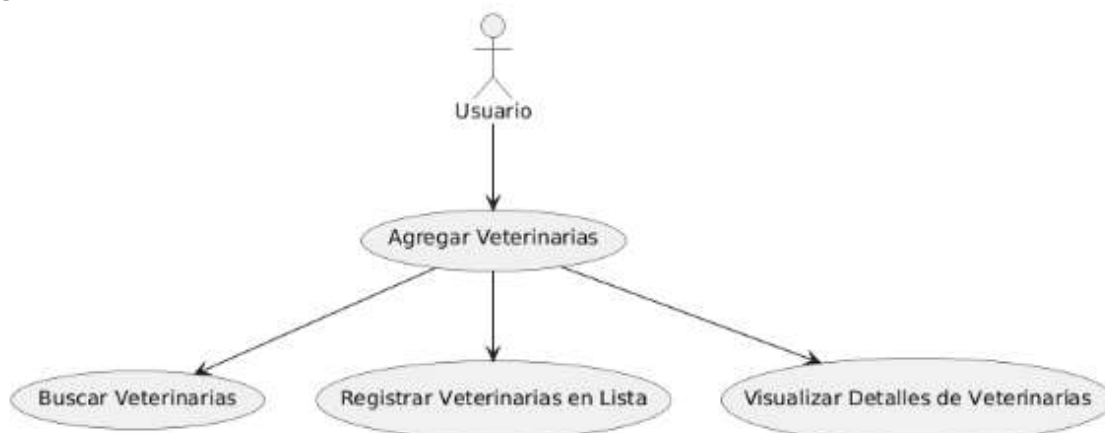 Usuario
Agregar Veterinarias
Buscar Veterinarias
Registrar Veterinarias en Lista
Visualizar Detalles de Veterinarias